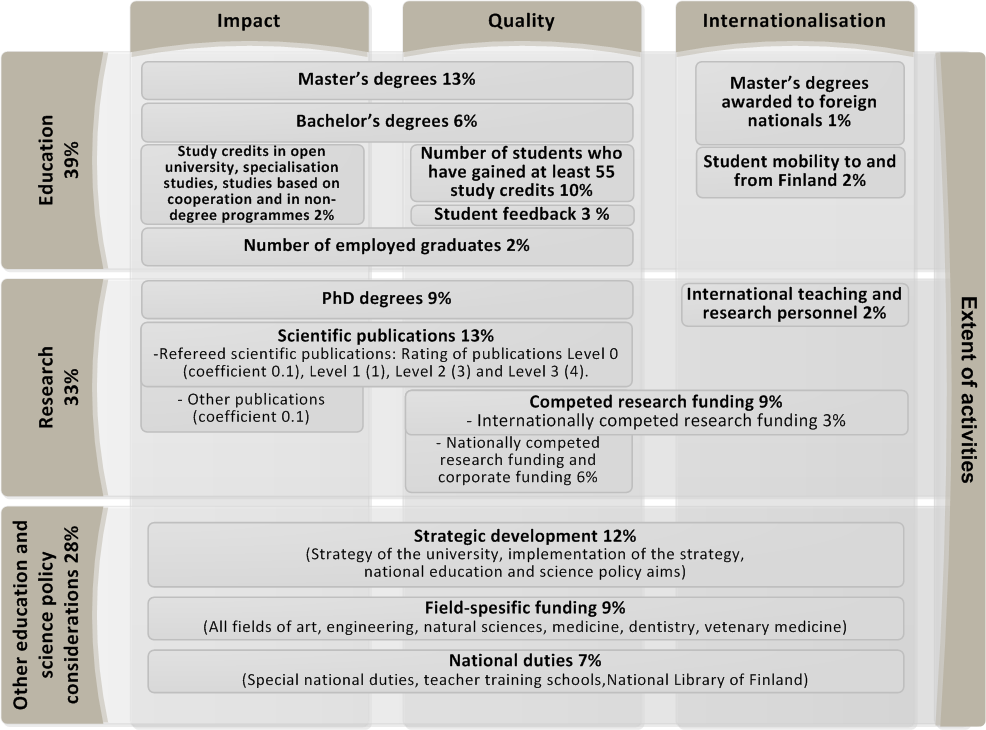 Impact
Quality
Internationalisation
Education
39%
Master's degrees 13%
Bachelor's degrees 6%
Study credits in open
university, specialisation
studies, studies based on
cooperation and in non-
degree programmes 2%
Number of students who
have gained at least 55
study credits 10%
Student feedback 3 %
Number of employed graduates 2%
Master's degrees
awarded to foreign
nationals 1%
Student mobility to and
from Finland 2%
Research
33%
PhD degrees 9%
Scientific publications 13%
-Refereed scientific publications: Rating of publications Level 0
(coefficient 0.1), Level 1 (1), Level 2 (3) and Level 3 (4).
- Other publications
(coefficient 0.1)
International teaching and
research personnel 2%
Competed research funding 9%
- Internationally competed research funding 3%
- Nationally competed
research funding and
corporate funding 6%
Other education and
science policy
considerations 28%
Strategic development 12%
(Strategy of the university, implementation of the strategy,
national education and science policy aims)
Field-spesific funding 9%
(All fields of art, engineering, natural sciences, medicine, dentistry, vetenary medicine)
National duties 7%
(Special national duties, teacher training schools,National Library of Finland)
Extent of activities